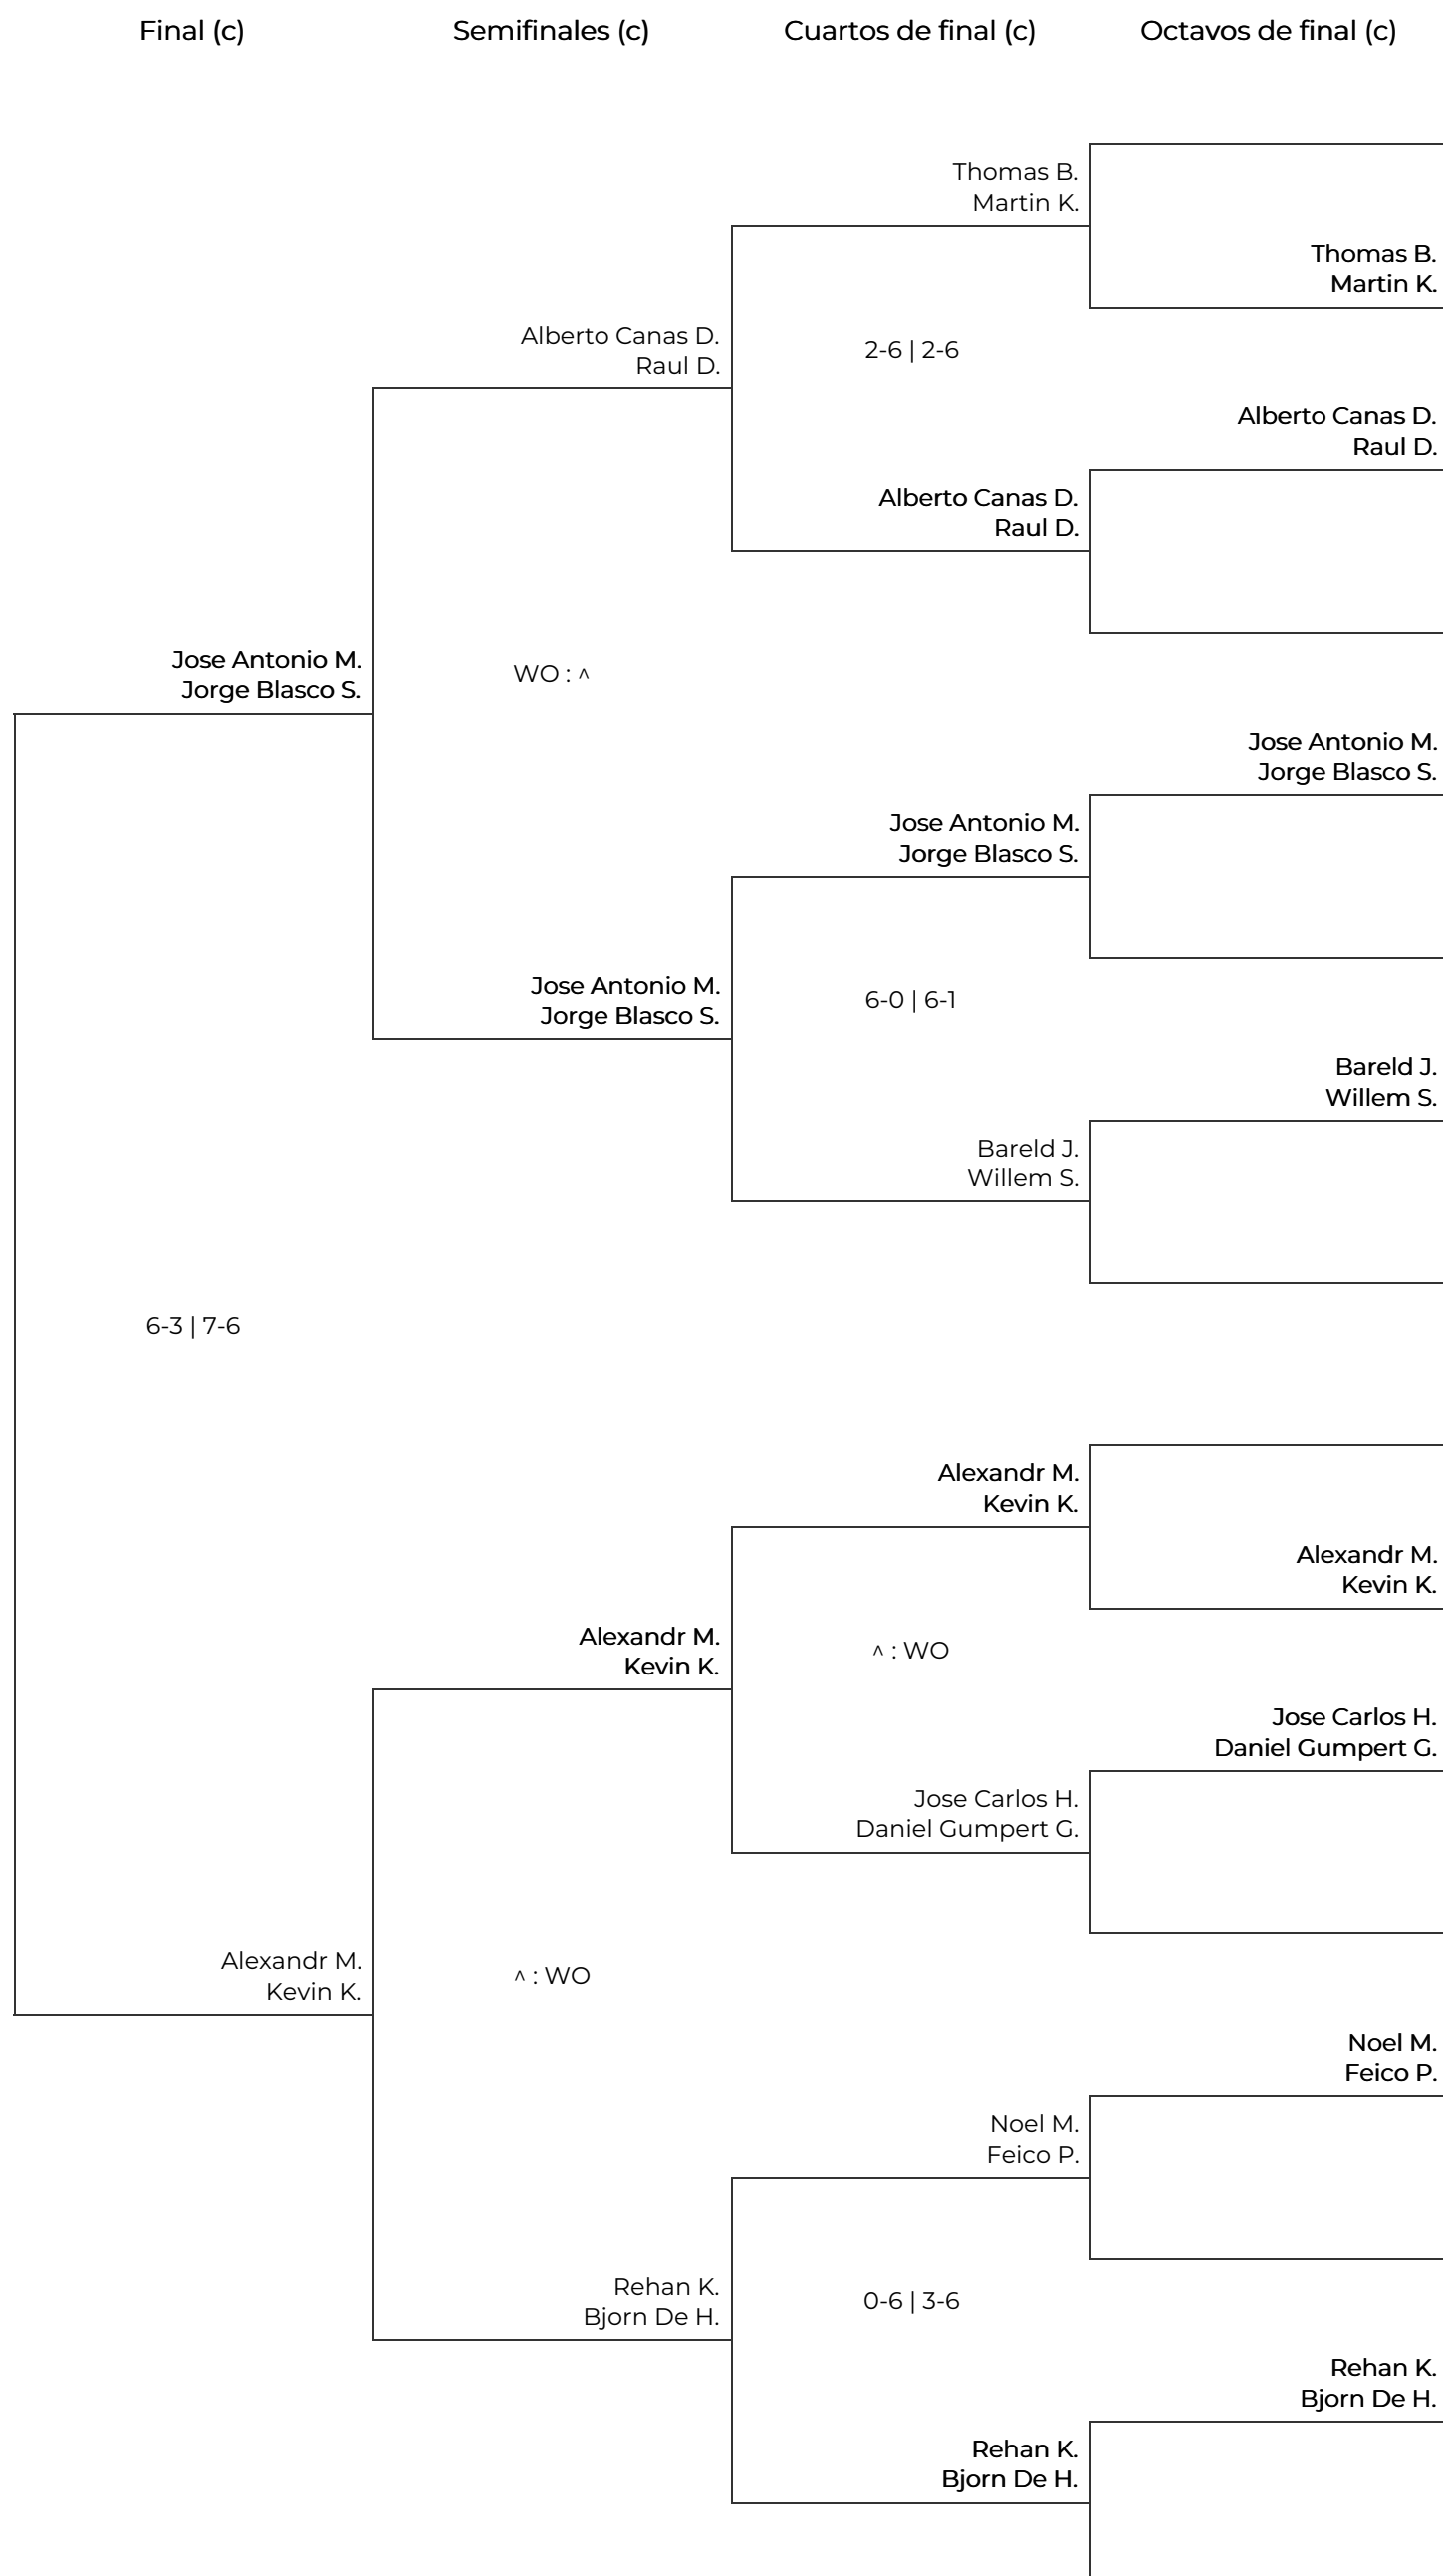 Final (c)
Semifinales (c)
Cuartos de final (c)
Octavos de final (c)
Thomas B.
Martin K.
Thomas B.
Martin K.
Alberto Canas D.
Raul D.
2-6 | 2-6
Alberto Canas D.
Raul D.
Alberto Canas D.
Raul D.
Jose Antonio M.
Jorge Blasco S.
WO : ^
Jose Antonio M.
Jorge Blasco S.
Jose Antonio M.
Jorge Blasco S.
Jose Antonio M.
Jorge Blasco S.
6-0 | 6-1
Bareld J.
Willem S.
Bareld J.
Willem S.
6-3 | 7-6
Alexandr M.
Kevin K.
Alexandr M.
Kevin K.
Alexandr M.
Kevin K.
^ : WO
Jose Carlos H.
Daniel Gumpert G.
Jose Carlos H.
Daniel Gumpert G.
Alexandr M.
Kevin K.
^ : WO
Noel M.
Feico P.
Noel M.
Feico P.
Rehan K.
Bjorn De H.
0-6 | 3-6
Rehan K.
Bjorn De H.
Rehan K.
Bjorn De H.